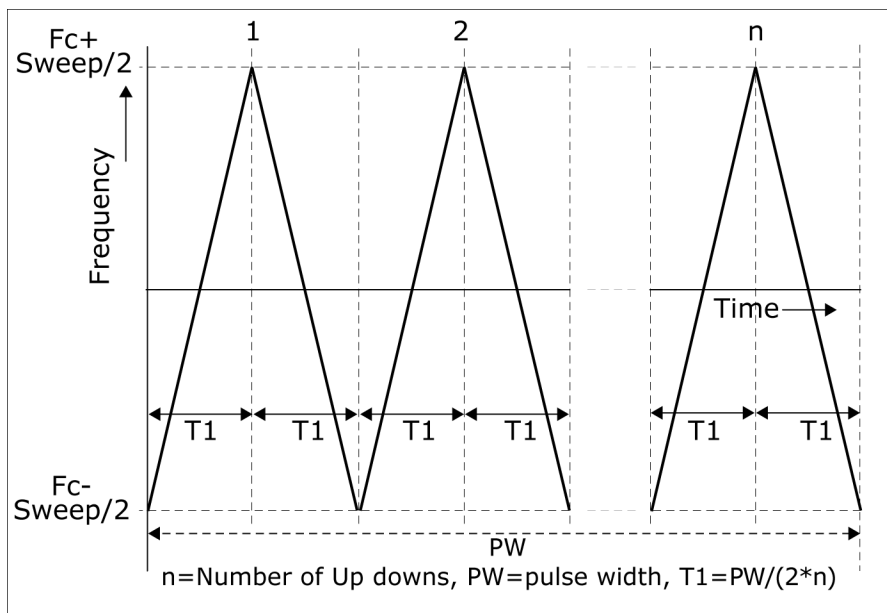 Fc+
Sweep/2
1
2
n
Frequency
Time
T1
T1
T1
T1
T1
T1
Fc-
Sweep/2
PW
n=Number of Up downs, PW=pulse width, T1=PW/(2*n)